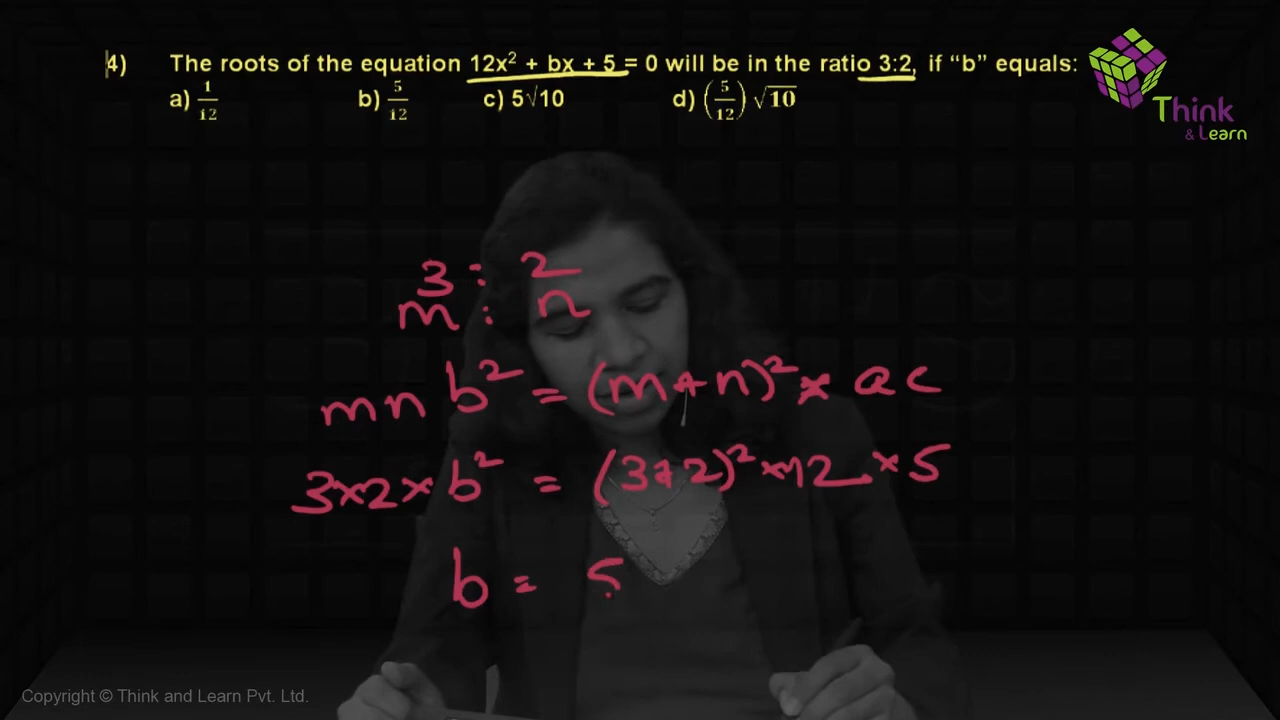 4) The roots of the equation 12x² + bx + 5 = 0 will be in the ratio 3:2, if “b” equals:
a) 1/12 b) 5/12 c) 5√10 d) (5/12) √10
Think
& Learn
3 : 2
m : n
mn b² = (m+n)² × ac
3×2×b² = (3+2)² × 12 × 5
b = 5
Copyright © Think and Learn Pvt. Ltd.